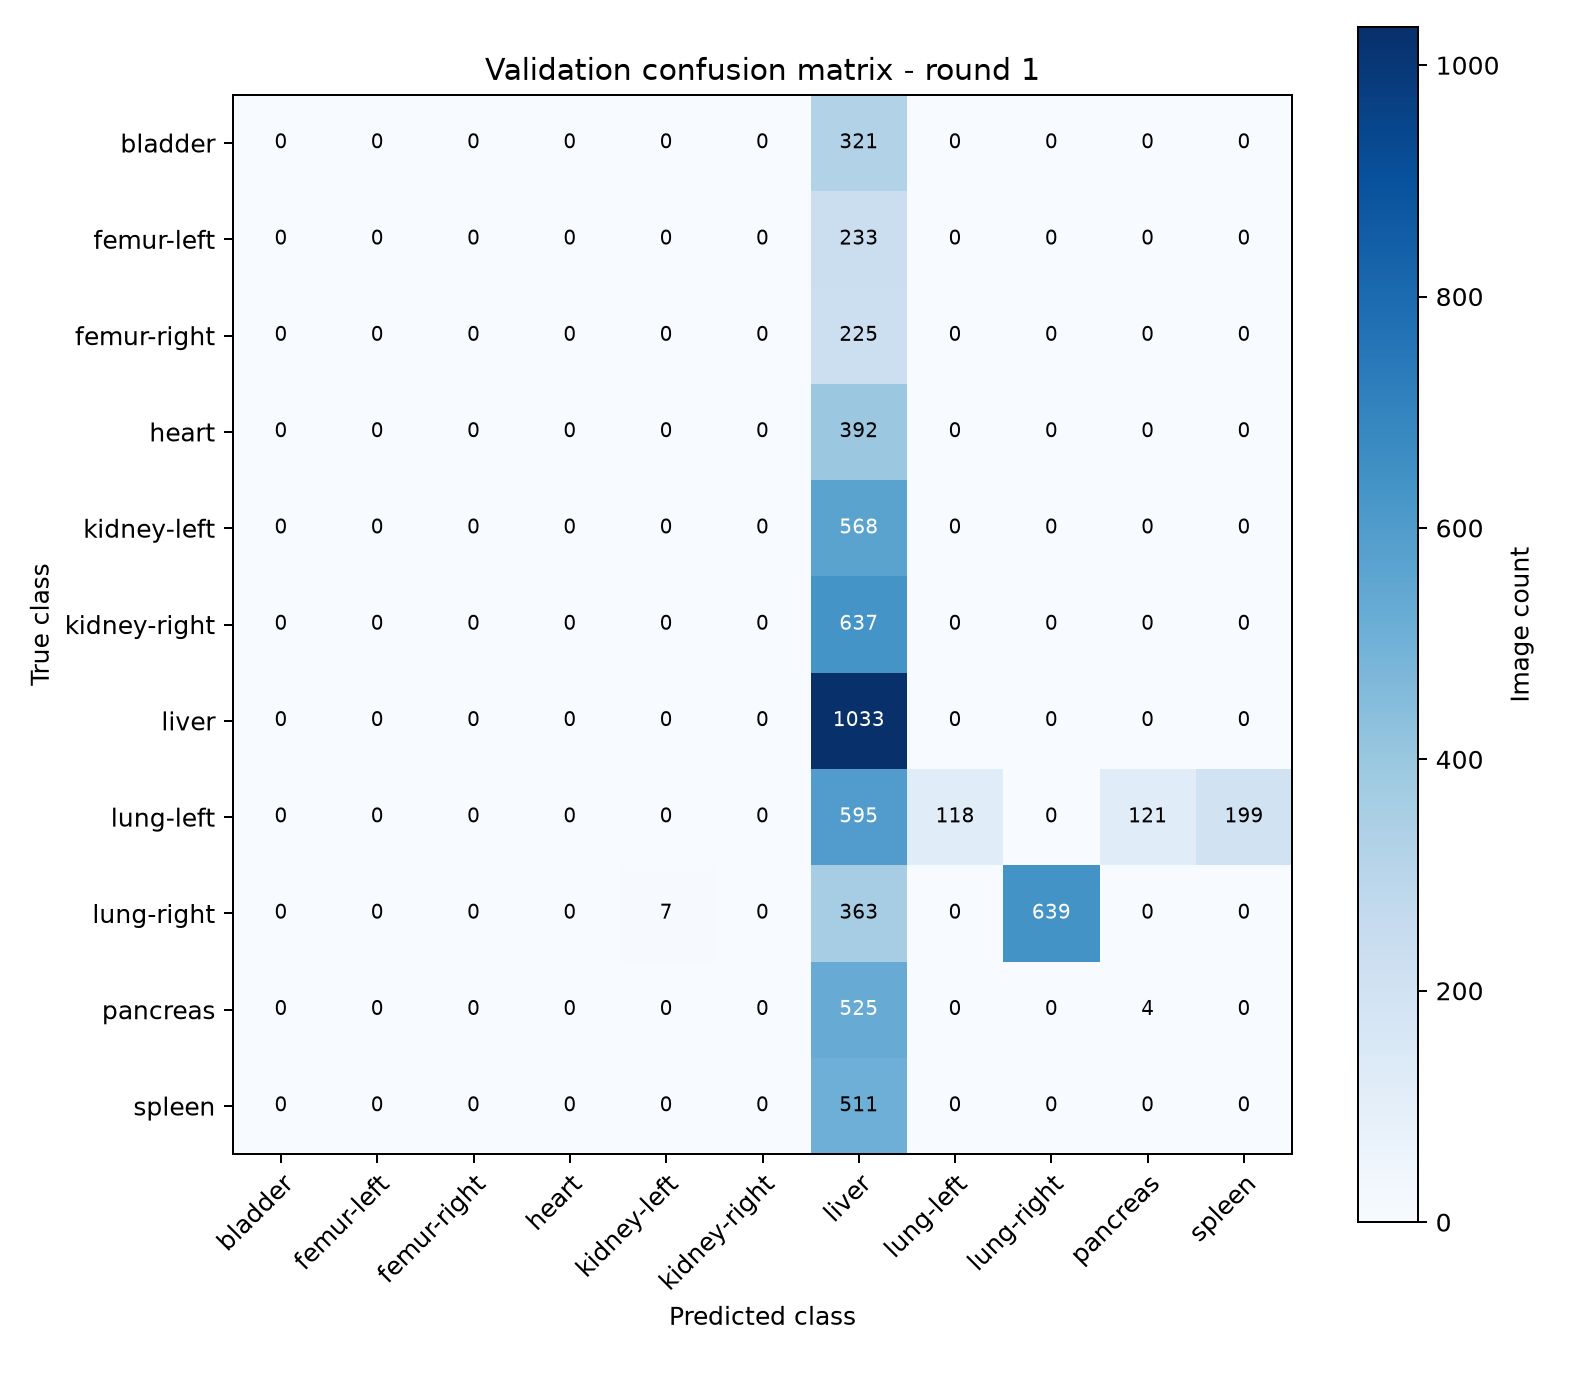 Validation confusion matrix - round 1
bladder 0 0 0 0 0 0 321 0 0 0 0
femur-left 0 0 0 0 0 0 233 0 0 0 0
femur-right 0 0 0 0 0 0 225 0 0 0 0
heart 0 0 0 0 0 0 392 0 0 0 0
kidney-left 0 0 0 0 0 0 568 0 0 0 0
kidney-right 0 0 0 0 0 0 637 0 0 0 0
liver 0 0 0 0 0 0 1033 0 0 0 0
lung-left 0 0 0 0 0 0 595 118 0 121 199
lung-right 0 0 0 0 7 0 363 0 639 0 0
pancreas 0 0 0 0 0 0 525 0 0 4 0
spleen 0 0 0 0 0 0 511 0 0 0 0
bladder femur-left femur-right heart kidney-left kidney-right liver lung-left lung-right pancreas spleen
Predicted class
True class
1000
800
600
400
200
0
Image count